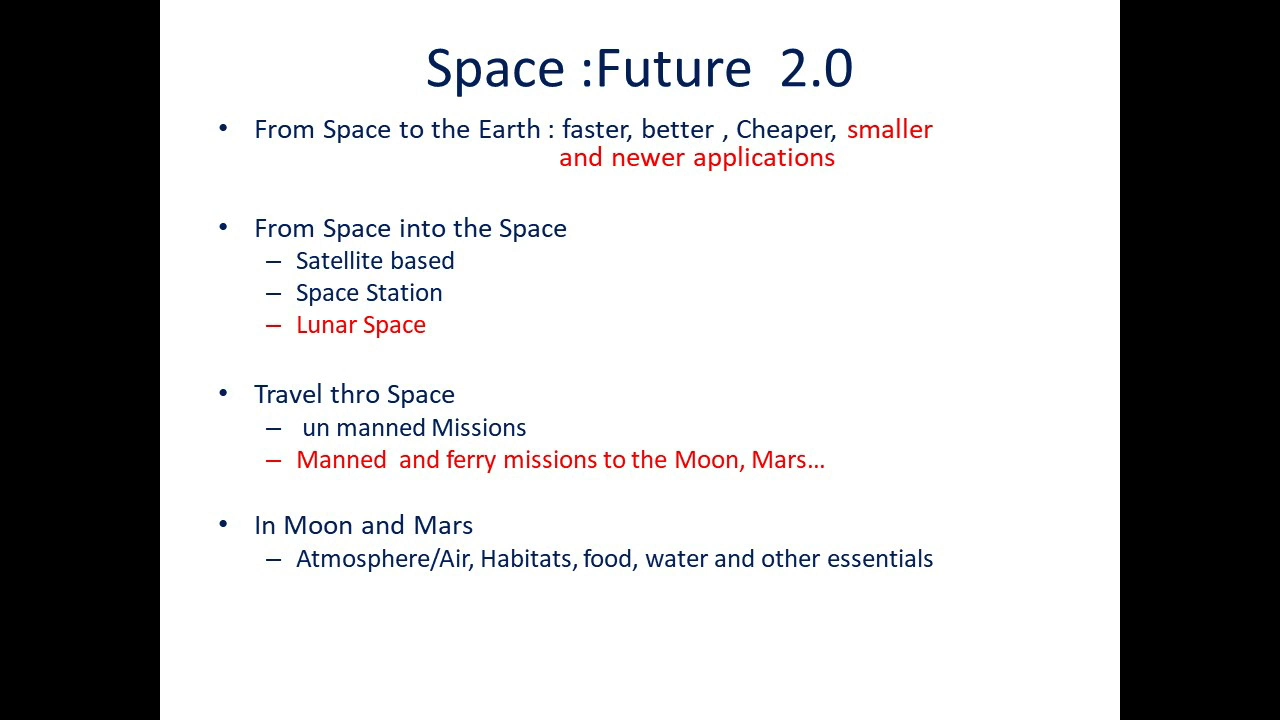 Space :Future  2.0
• From Space to the Earth : faster, better , Cheaper, smaller
and newer applications
• From Space into the Space
– Satellite based
– Space Station
– Lunar Space
• Travel thro Space
–  un manned Missions
– Manned  and ferry missions to the Moon, Mars…
• In Moon and Mars
– Atmosphere/Air, Habitats, food, water and other essentials